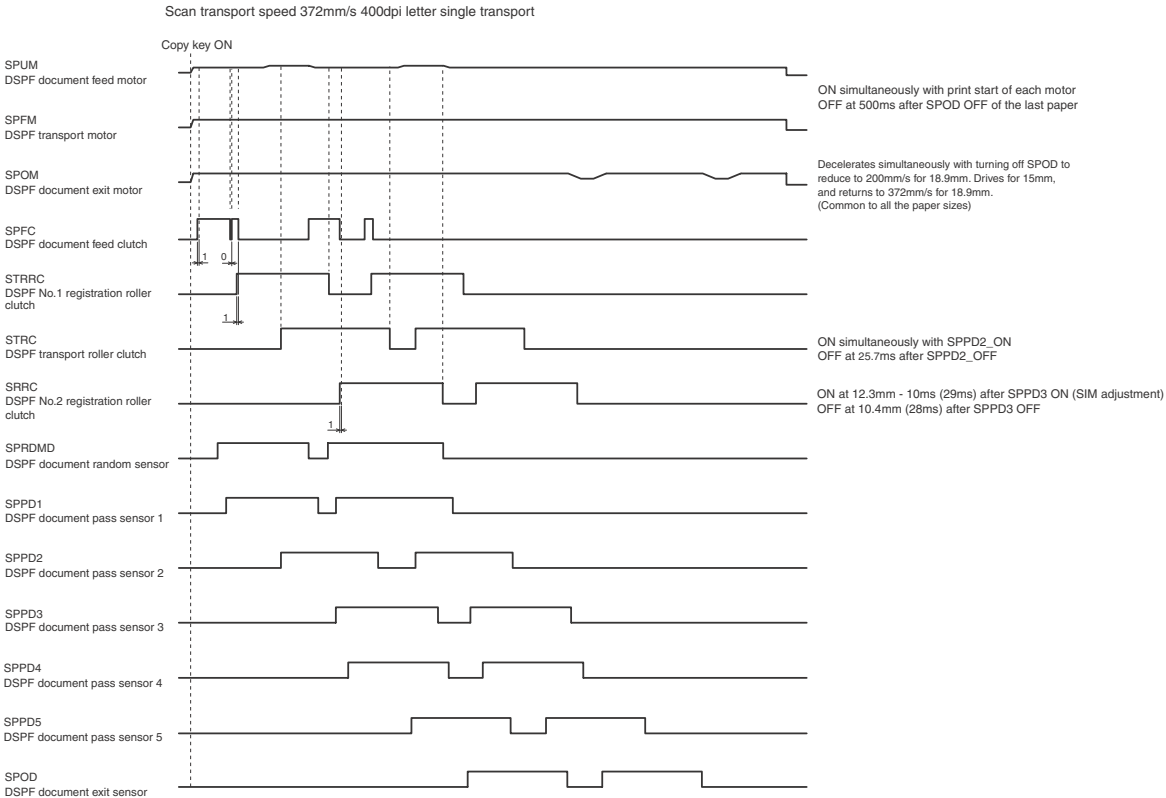 Scan transport speed 372mm/s 400dpi letter single transport
Copy key ON
SPUM
DSPF document feed motor
ON simultaneously with print start of each motor
OFF at 500ms after SPOD OFF of the last paper
SPFM
DSPF transport motor
SPOM
DSPF document exit motor
Decelerates simultaneously with turning off SPOD to
reduce to 200mm/s for 18.9mm. Drives for 15mm,
and returns to 372mm/s for 18.9mm.
(Common to all the paper sizes)
SPFC
DSPF document feed clutch
1 0
STRRC
DSPF No.1 registration roller
clutch
1
STRC
DSPF transport roller clutch
ON simultaneously with SPPD2_ON
OFF at 25.7ms after SPPD2_OFF
SRRC
DSPF No.2 registration roller
clutch
ON at 12.3mm - 10ms (29ms) after SPPD3 ON (SIM adjustment)
OFF at 10.4mm (28ms) after SPPD3 OFF
1
SPRDMD
DSPF document random sensor
SPPD1
DSPF document pass sensor 1
SPPD2
DSPF document pass sensor 2
SPPD3
DSPF document pass sensor 3
SPPD4
DSPF document pass sensor 4
SPPD5
DSPF document pass sensor 5
SPOD
DSPF document exit sensor